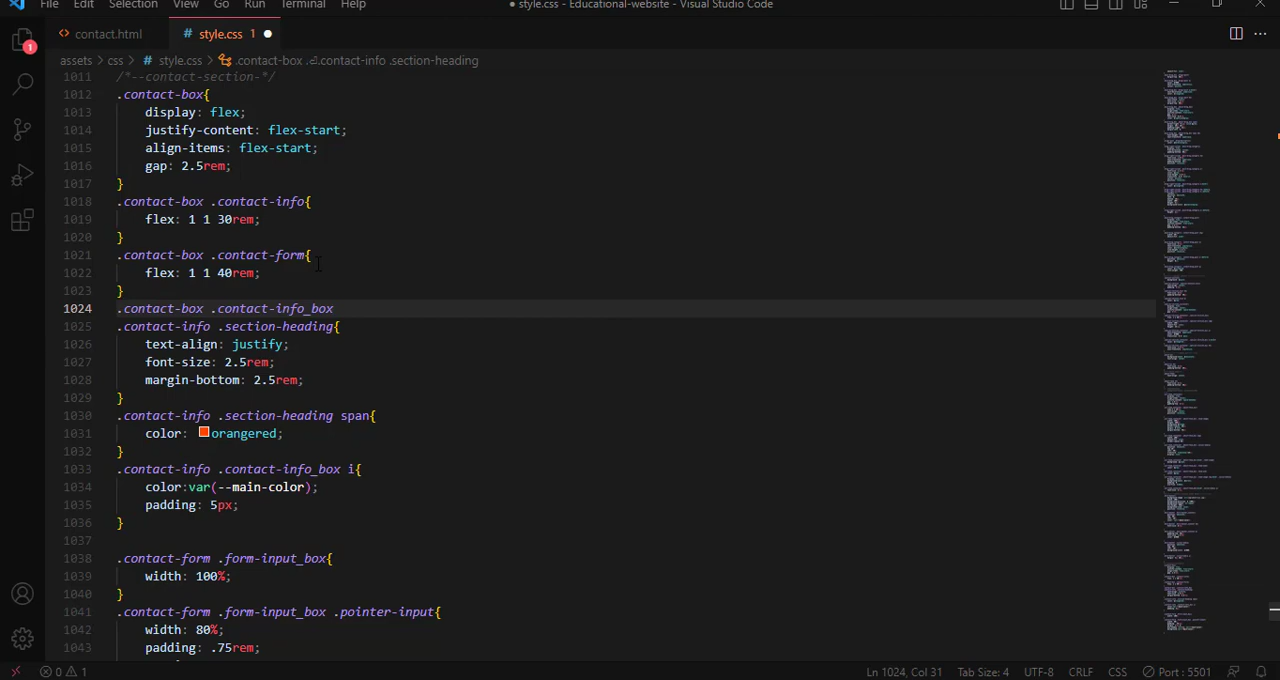 File Edit Selection View Go Run Terminal Help ● style.css - Educational-website - Visual Studio Code
<> contact.html # style.css 1 ●
assets > css > # style.css > .contact-box .contact-info .section-heading
1011 /*--contact-section-*/
1012 .contact-box{
1013 display: flex;
1014 justify-content: flex-start;
1015 align-items: flex-start;
1016 gap: 2.5rem;
1017 }
1018 .contact-box .contact-info{
1019 flex: 1 1 30rem;
1020 }
1021 .contact-box .contact-form{
1022 flex: 1 1 40rem;
1023 }
1024 .contact-box .contact-info_box
1025 .contact-info .section-heading{
1026 text-align: justify;
1027 font-size: 2.5rem;
1028 margin-bottom: 2.5rem;
1029 }
1030 .contact-info .section-heading span{
1031 color: orangered;
1032 }
1033 .contact-info .contact-info_box i{
1034 color:var(--main-color);
1035 padding: 5px;
1036 }
1037
1038 .contact-form .form-input_box{
1039 width: 100%;
1040 }
1041 .contact-form .form-input_box .pointer-input{
1042 width: 80%;
1043 padding: .75rem;
1
0 1 Ln 1024, Col 31 Tab Size: 4 UTF-8 CRLF CSS Port : 5501